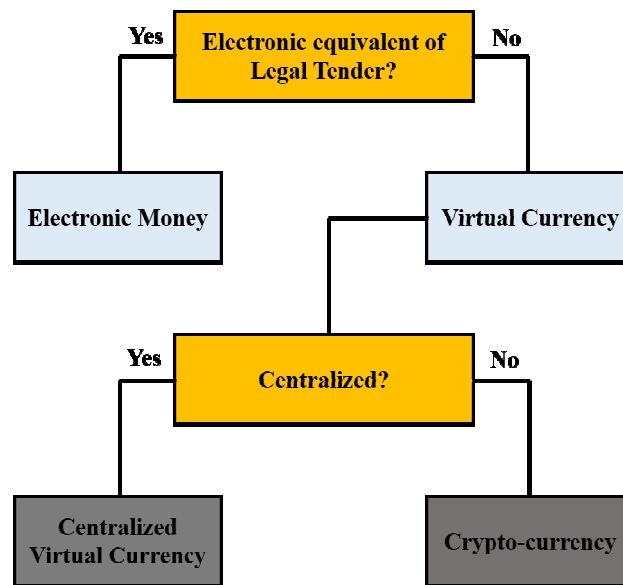 Yes
Electronic equivalent of
Legal Tender?
No
Electronic Money
Virtual Currency
Yes
Centralized?
No
Centralized
Virtual Currency
Crypto-currency